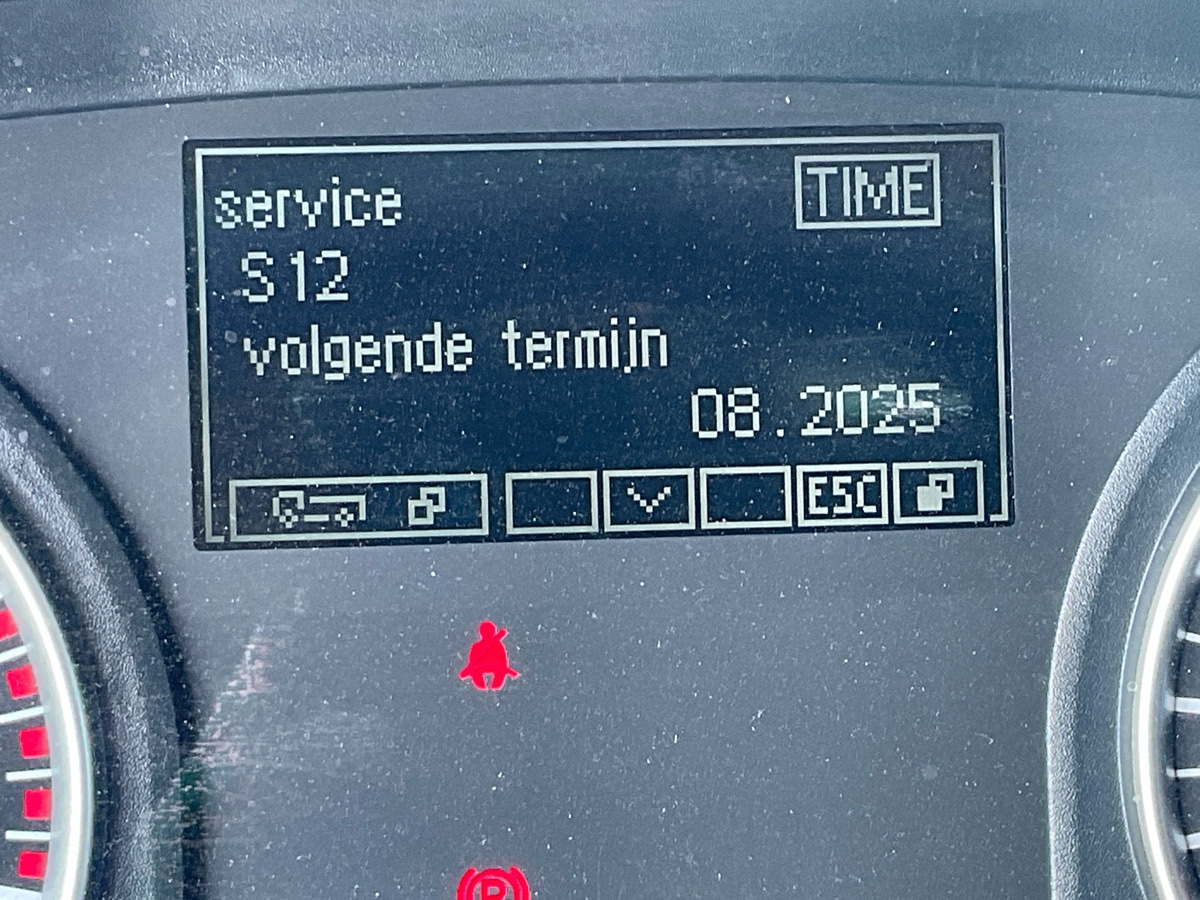 service
TIME
S12
volgende termijn
08.2025
ESC
P